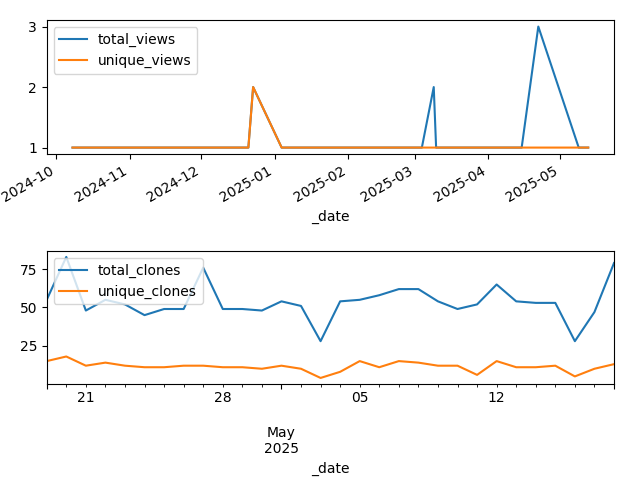 3
2
1
total_views
unique_views
2024-10
2024-11
2024-12
2025-01
2025-02
2025-03
2025-04
2025-05
_date
75
50
25
total_clones
unique_clones
21
28
05
12
May
2025
_date